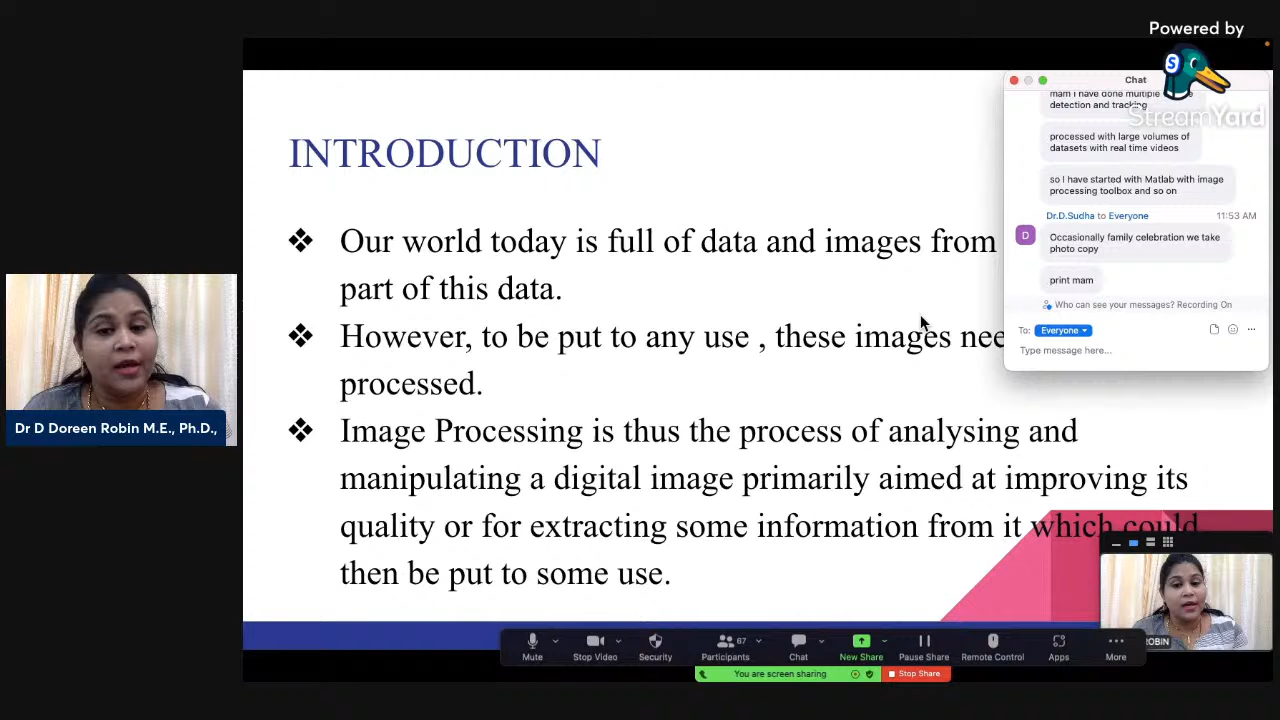 Powered by
StreamYard
INTRODUCTION
❖ Our world today is full of data and images from
part of this data.
❖ However, to be put to any use , these images nee
processed.
❖ Image Processing is thus the process of analysing and
manipulating a digital image primarily aimed at improving its
quality or for extracting some information from it which could
then be put to some use.
Chat
mam I have done multiple
detection and tracking
processed with large volumes of
datasets with real time videos
so I have started with Matlab with image
processing toolbox and so on
Dr.D.Sudha to Everyone 11:53 AM
D
Occasionally family celebration we take
photo copy
print mam
Who can see your messages? Recording On
To: Everyone
Type message here...
Dr D Doreen Robin M.E., Ph.D.,
ROBIN
Mute Stop Video Security Participants 67 Chat New Share Pause Share Remote Control Apps More
You are screen sharing Stop Share